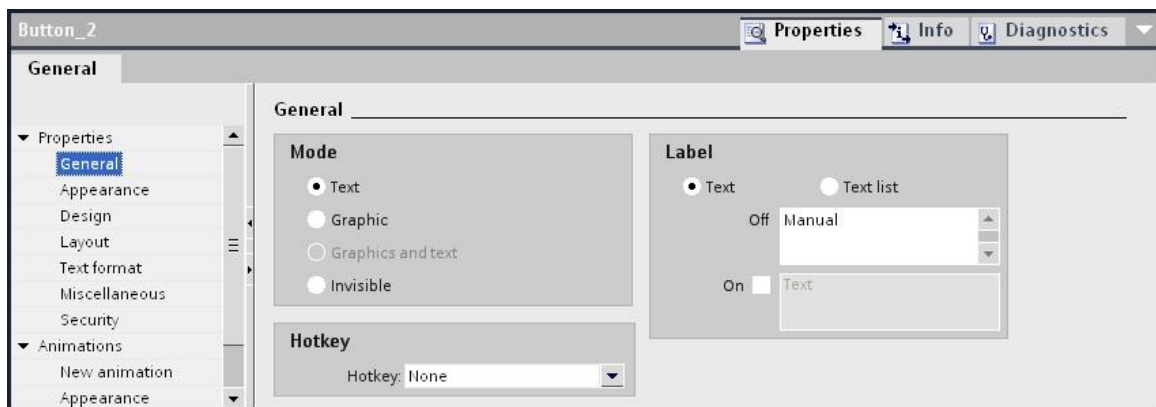 Button_2 Properties Info Diagnostics
General
General
Properties
General
Appearance
Design
Layout
Text format
Miscellaneous
Security
Animations
New animation
Appearance
Mode
Text
Graphic
Graphics and text
Invisible
Hotkey
Hotkey: None
Label
Text Text list
Off Manual
On Text